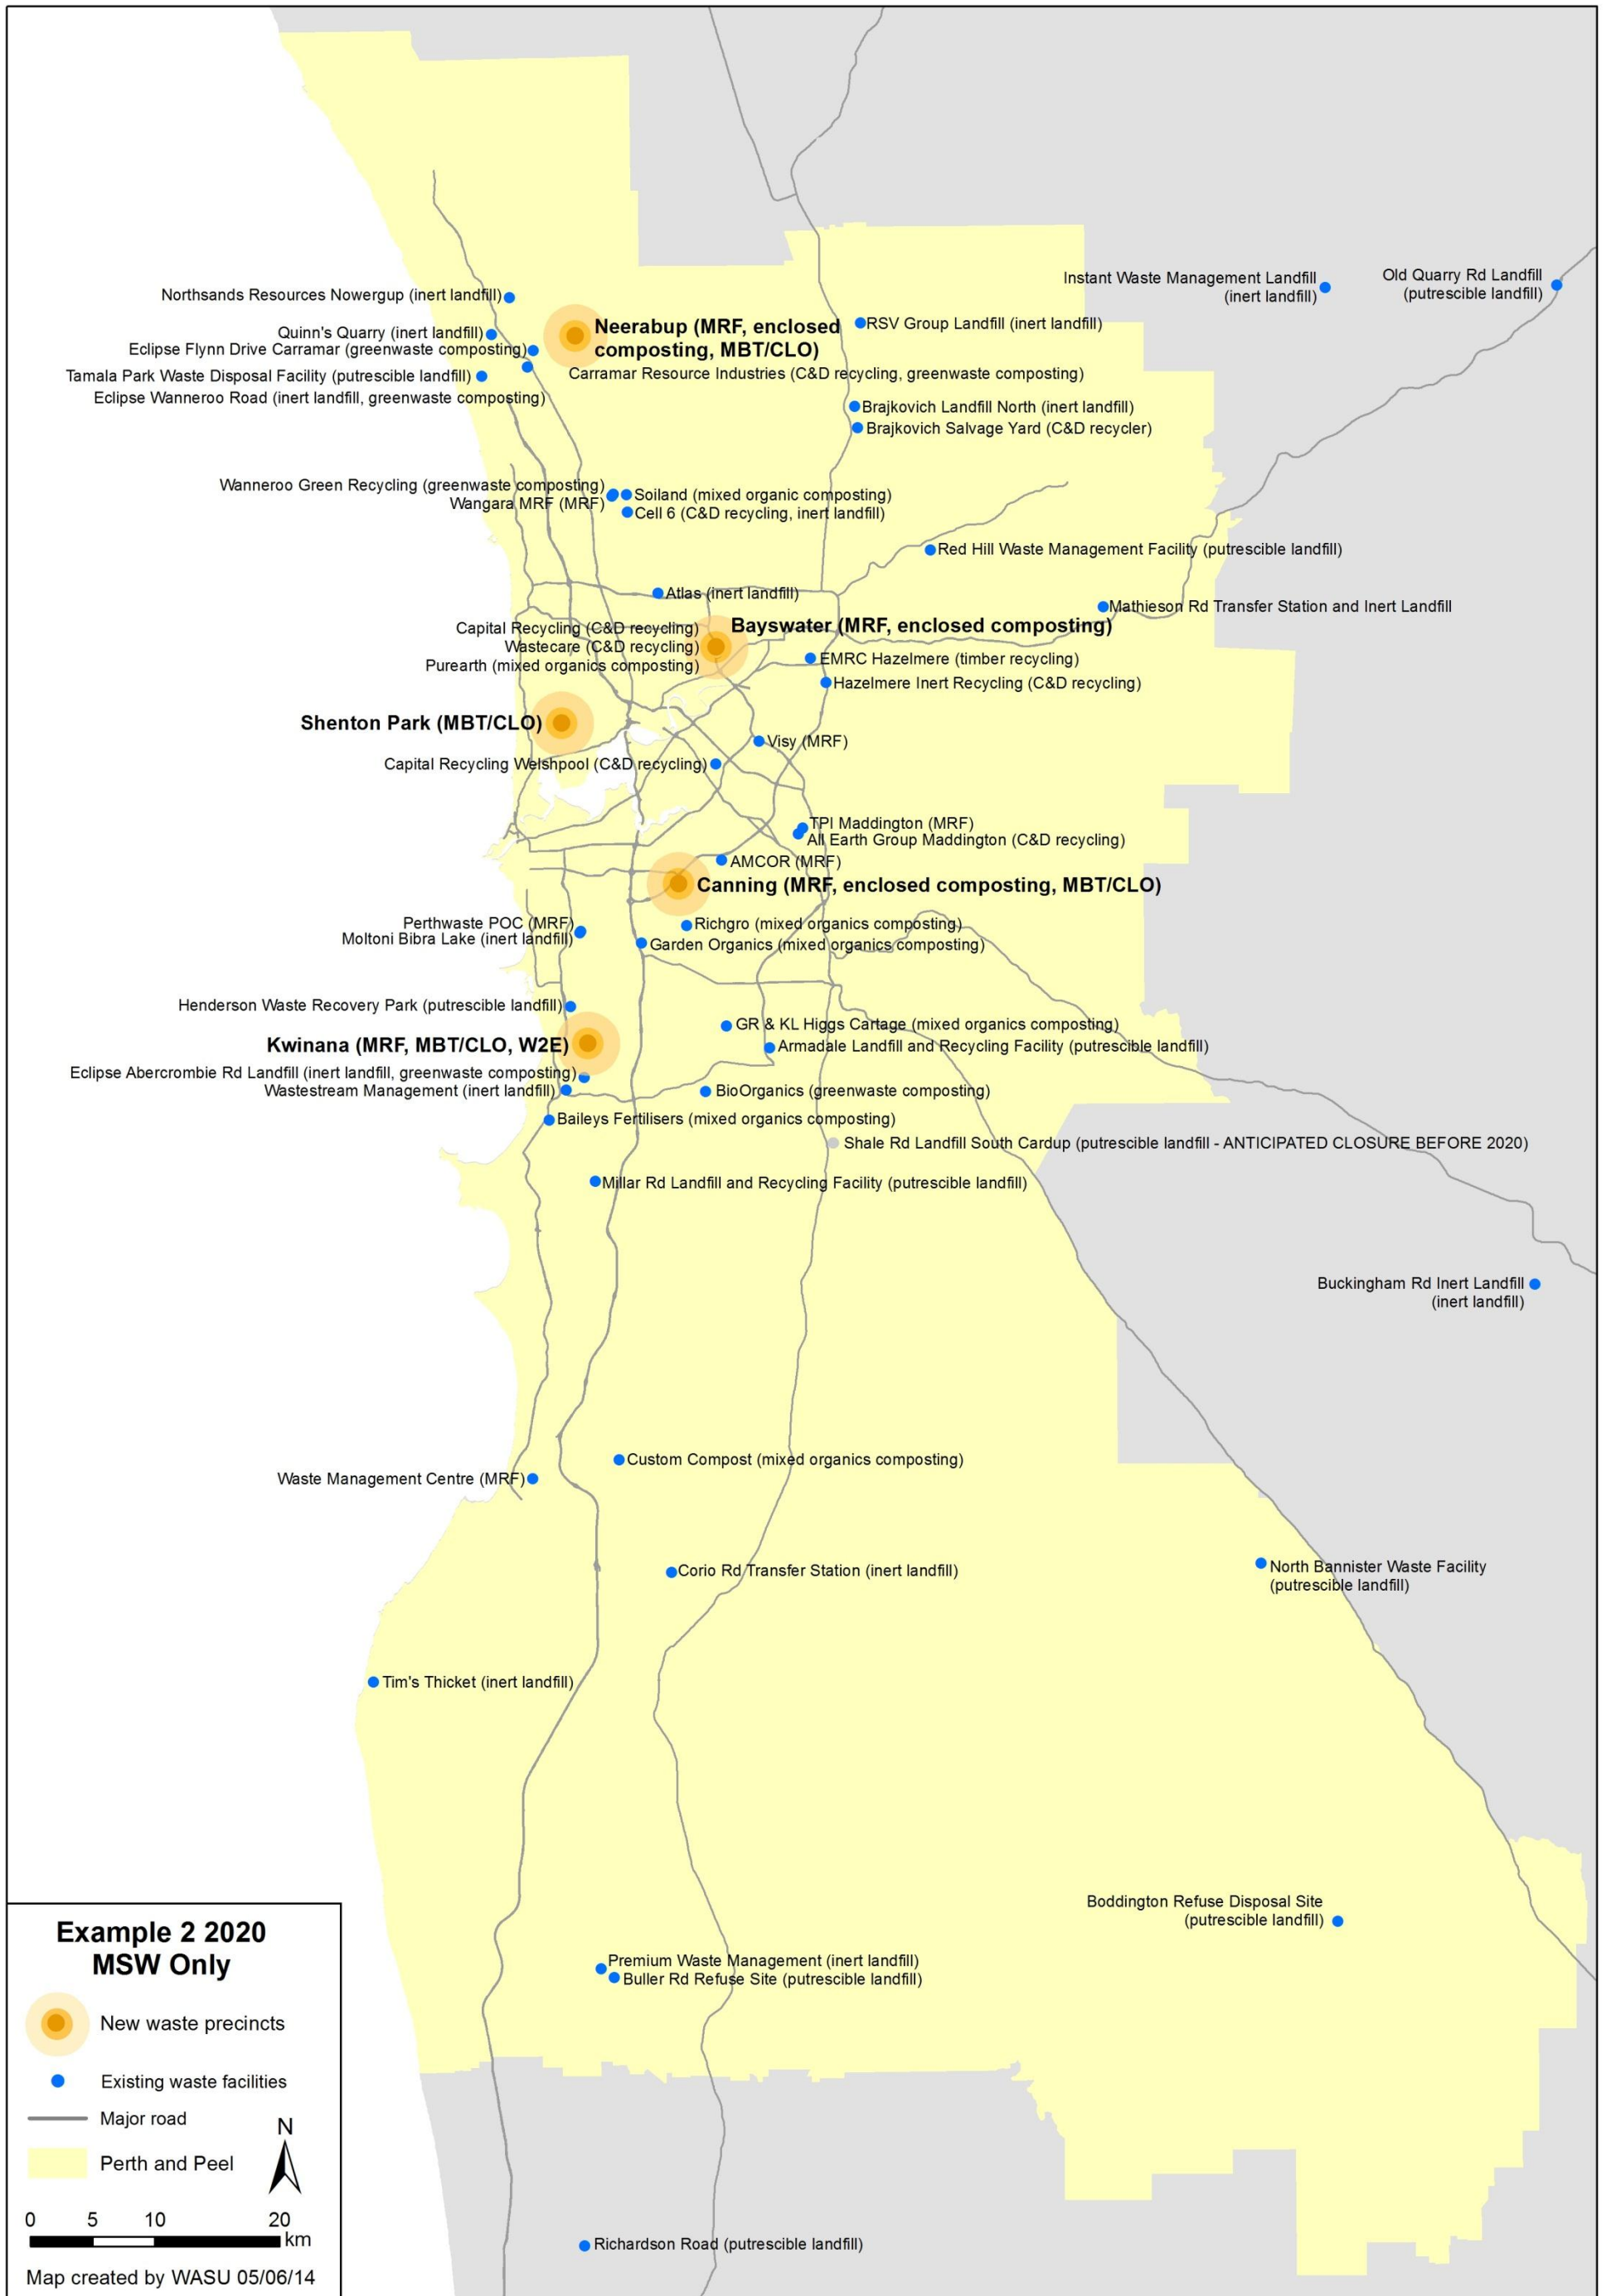 Instant Waste Management Landfill
(inert landfill)
Old Quarry Rd Landfill
(putrescible landfill)
Northsands Resources Nowergup (inert landfill)
Neerabup (MRF, enclosed
composting, MBT/CLO)
RSV Group Landfill (inert landfill)
Quinn's Quarry (inert landfill)
Eclipse Flynn Drive Carramar (greenwaste composting)
Carramar Resource Industries (C&D recycling, greenwaste composting)
Tamala Park Waste Disposal Facility (putrescible landfill)
Eclipse Wanneroo Road (inert landfill, greenwaste composting)
Brajkovich Landfill North (inert landfill)
Brajkovich Salvage Yard (C&D recycler)
Wanneroo Green Recycling (greenwaste composting)
Wangara MRF (MRF)
Soiland (mixed organic composting)
Cell 6 (C&D recycling, inert landfill)
Red Hill Waste Management Facility (putrescible landfill)
Atlas (inert landfill)
Mathieson Rd Transfer Station and Inert Landfill
Capital Recycling (C&D recycling)
Wastecare (C&D recycling)
Purearth (mixed organics composting)
Bayswater (MRF, enclosed composting)
EMRC Hazelmere (timber recycling)
Hazelmere Inert Recycling (C&D recycling)
Shenton Park (MBT/CLO)
Visy (MRF)
Capital Recycling Welshpool (C&D recycling)
TPI Maddington (MRF)
All Earth Group Maddington (C&D recycling)
AMCOR (MRF)
Canning (MRF, enclosed composting, MBT/CLO)
Perthwaste POC (MRF)
Moltoni Bibra Lake (inert landfill)
Richgro (mixed organics composting)
Garden Organics (mixed organics composting)
Henderson Waste Recovery Park (putrescible landfill)
GR & KL Higgs Cartage (mixed organics composting)
Kwinana (MRF, MBT/CLO, W2E)
Armadale Landfill and Recycling Facility (putrescible landfill)
Eclipse Abercrombie Rd Landfill (inert landfill, greenwaste composting)
Wastestream Management (inert landfill)
BioOrganics (greenwaste composting)
Baileys Fertilisers (mixed organics composting)
Shale Rd Landfill South Cardup (putrescible landfill - ANTICIPATED CLOSURE BEFORE 2020)
Millar Rd Landfill and Recycling Facility (putrescible landfill)
Buckingham Rd Inert Landfill
(inert landfill)
Custom Compost (mixed organics composting)
Waste Management Centre (MRF)
Corio Rd Transfer Station (inert landfill)
North Bannister Waste Facility
(putrescible landfill)
Tim's Thicket (inert landfill)
Boddington Refuse Disposal Site
(putrescible landfill)
Premium Waste Management (inert landfill)
Buller Rd Refuse Site (putrescible landfill)
Richardson Road (putrescible landfill)
Example 2 2020
MSW Only
New waste precincts
Existing waste facilities
Major road
N
Perth and Peel
0 5 10 20
km
Map created by WASU 05/06/14